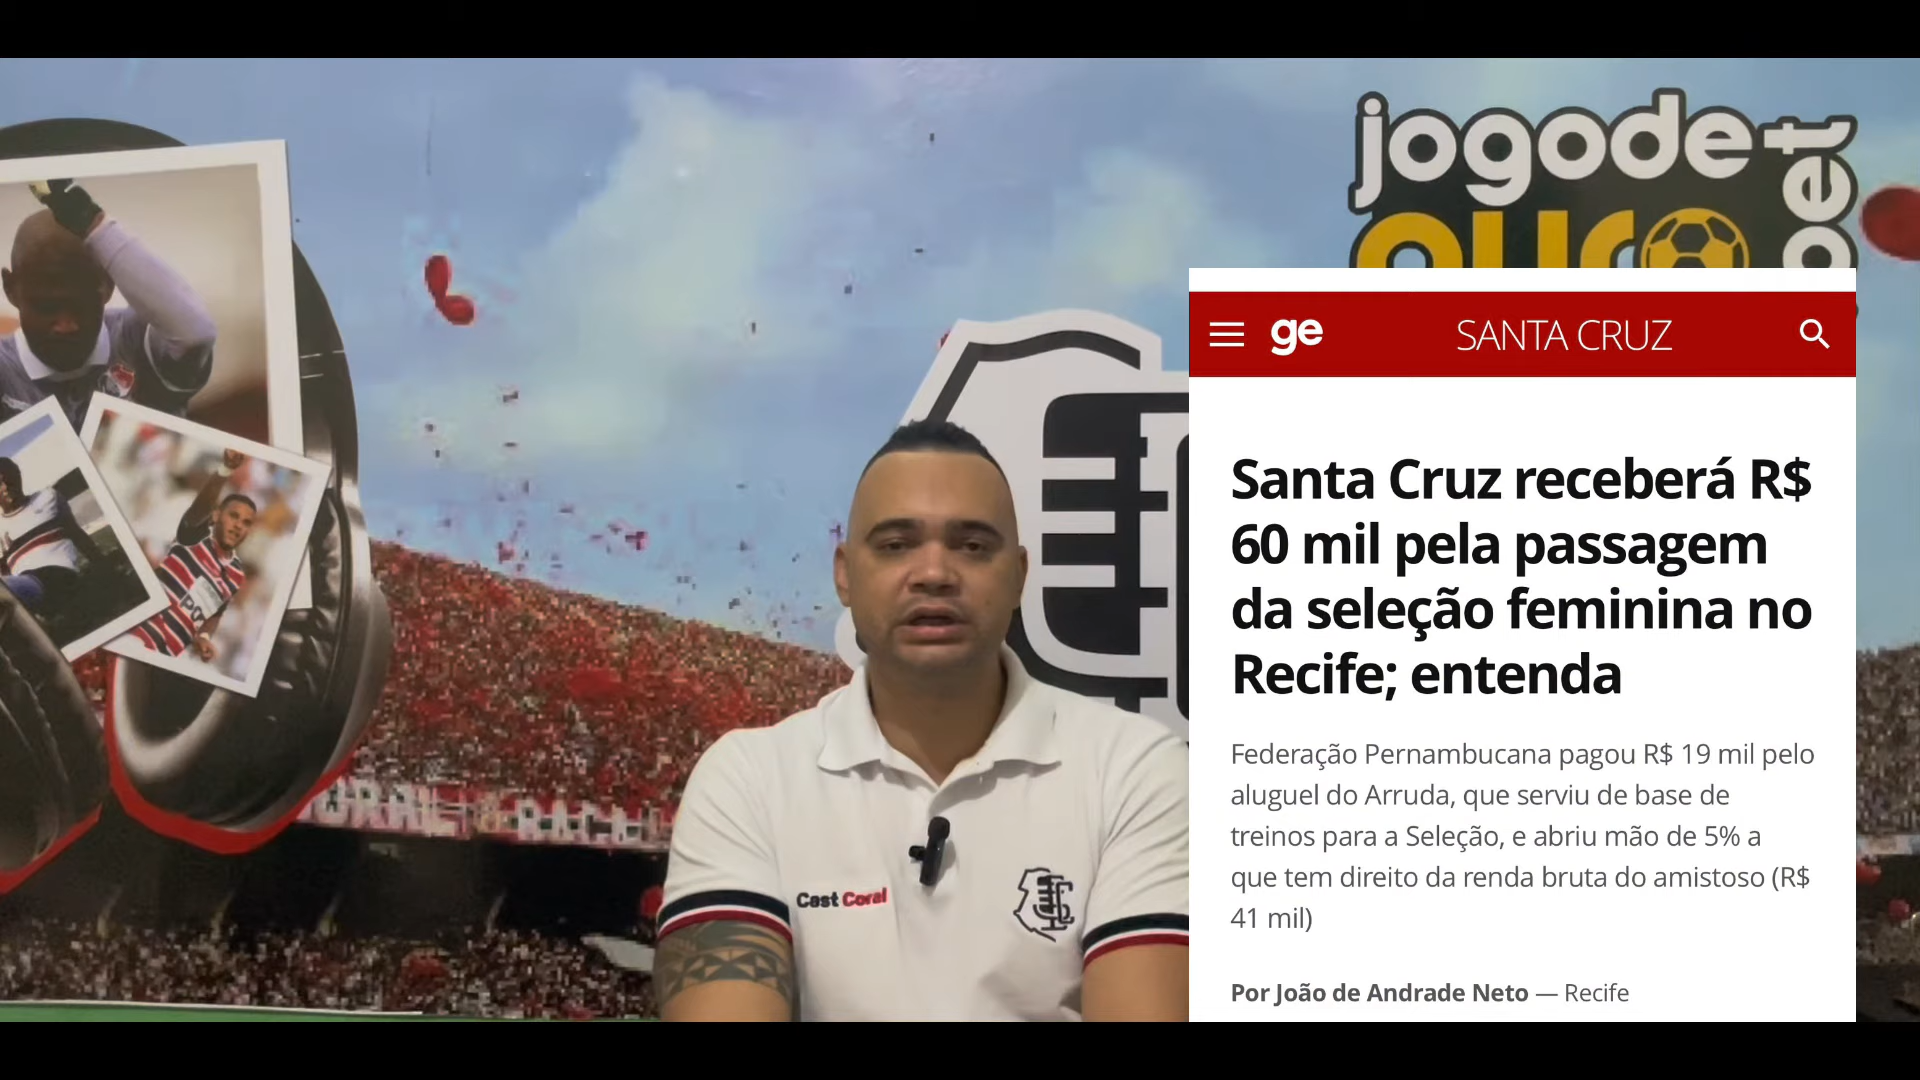 jogode
ouro
bet
ge
SANTA CRUZ
Santa Cruz receberá R$
60 mil pela passagem
da seleção feminina no
Recife; entenda
Federação Pernambucana pagou R$ 19 mil pelo
aluguel do Arruda, que serviu de base de
treinos para a Seleção, e abriu mão de 5% a
que tem direito da renda bruta do amistoso (R$
41 mil)
Por João de Andrade Neto — Recife
Cast Coral